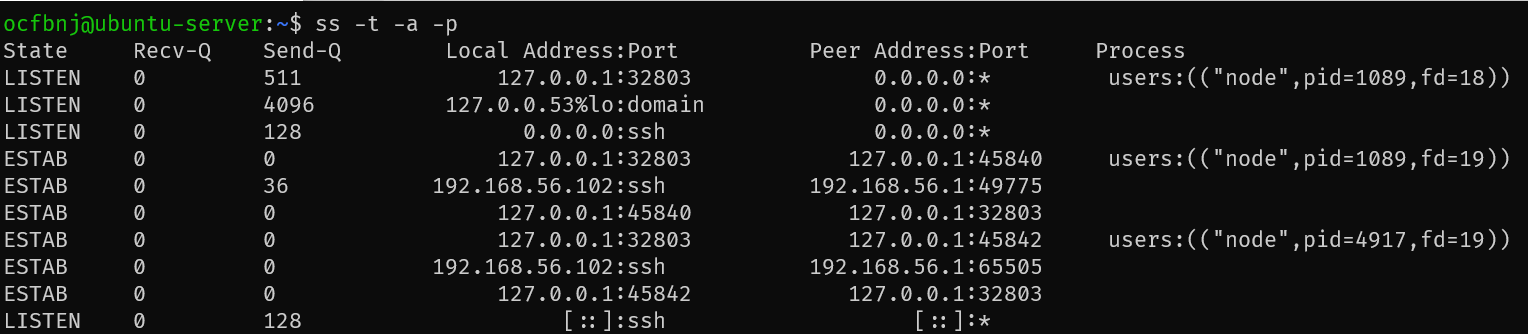 ocfbnj@ubuntu-server:~$ ss -t -a -p
State Recv-Q Send-Q Local Address:Port Peer Address:Port Process
LISTEN 0 511 127.0.0.1:32803 0.0.0.0:* users:(("node",pid=1089,fd=18))
LISTEN 0 4096 127.0.0.53%lo:domain 0.0.0.0:*
LISTEN 0 128 0.0.0.0:ssh 0.0.0.0:*
ESTAB 0 0 127.0.0.1:32803 127.0.0.1:45840 users:(("node",pid=1089,fd=19))
ESTAB 0 36 192.168.56.102:ssh 192.168.56.1:49775
ESTAB 0 0 127.0.0.1:45840 127.0.0.1:32803
ESTAB 0 0 127.0.0.1:32803 127.0.0.1:45842 users:(("node",pid=4917,fd=19))
ESTAB 0 0 192.168.56.102:ssh 192.168.56.1:65505
ESTAB 0 0 127.0.0.1:45842 127.0.0.1:32803
LISTEN 0 128 [::]:ssh [::]:*